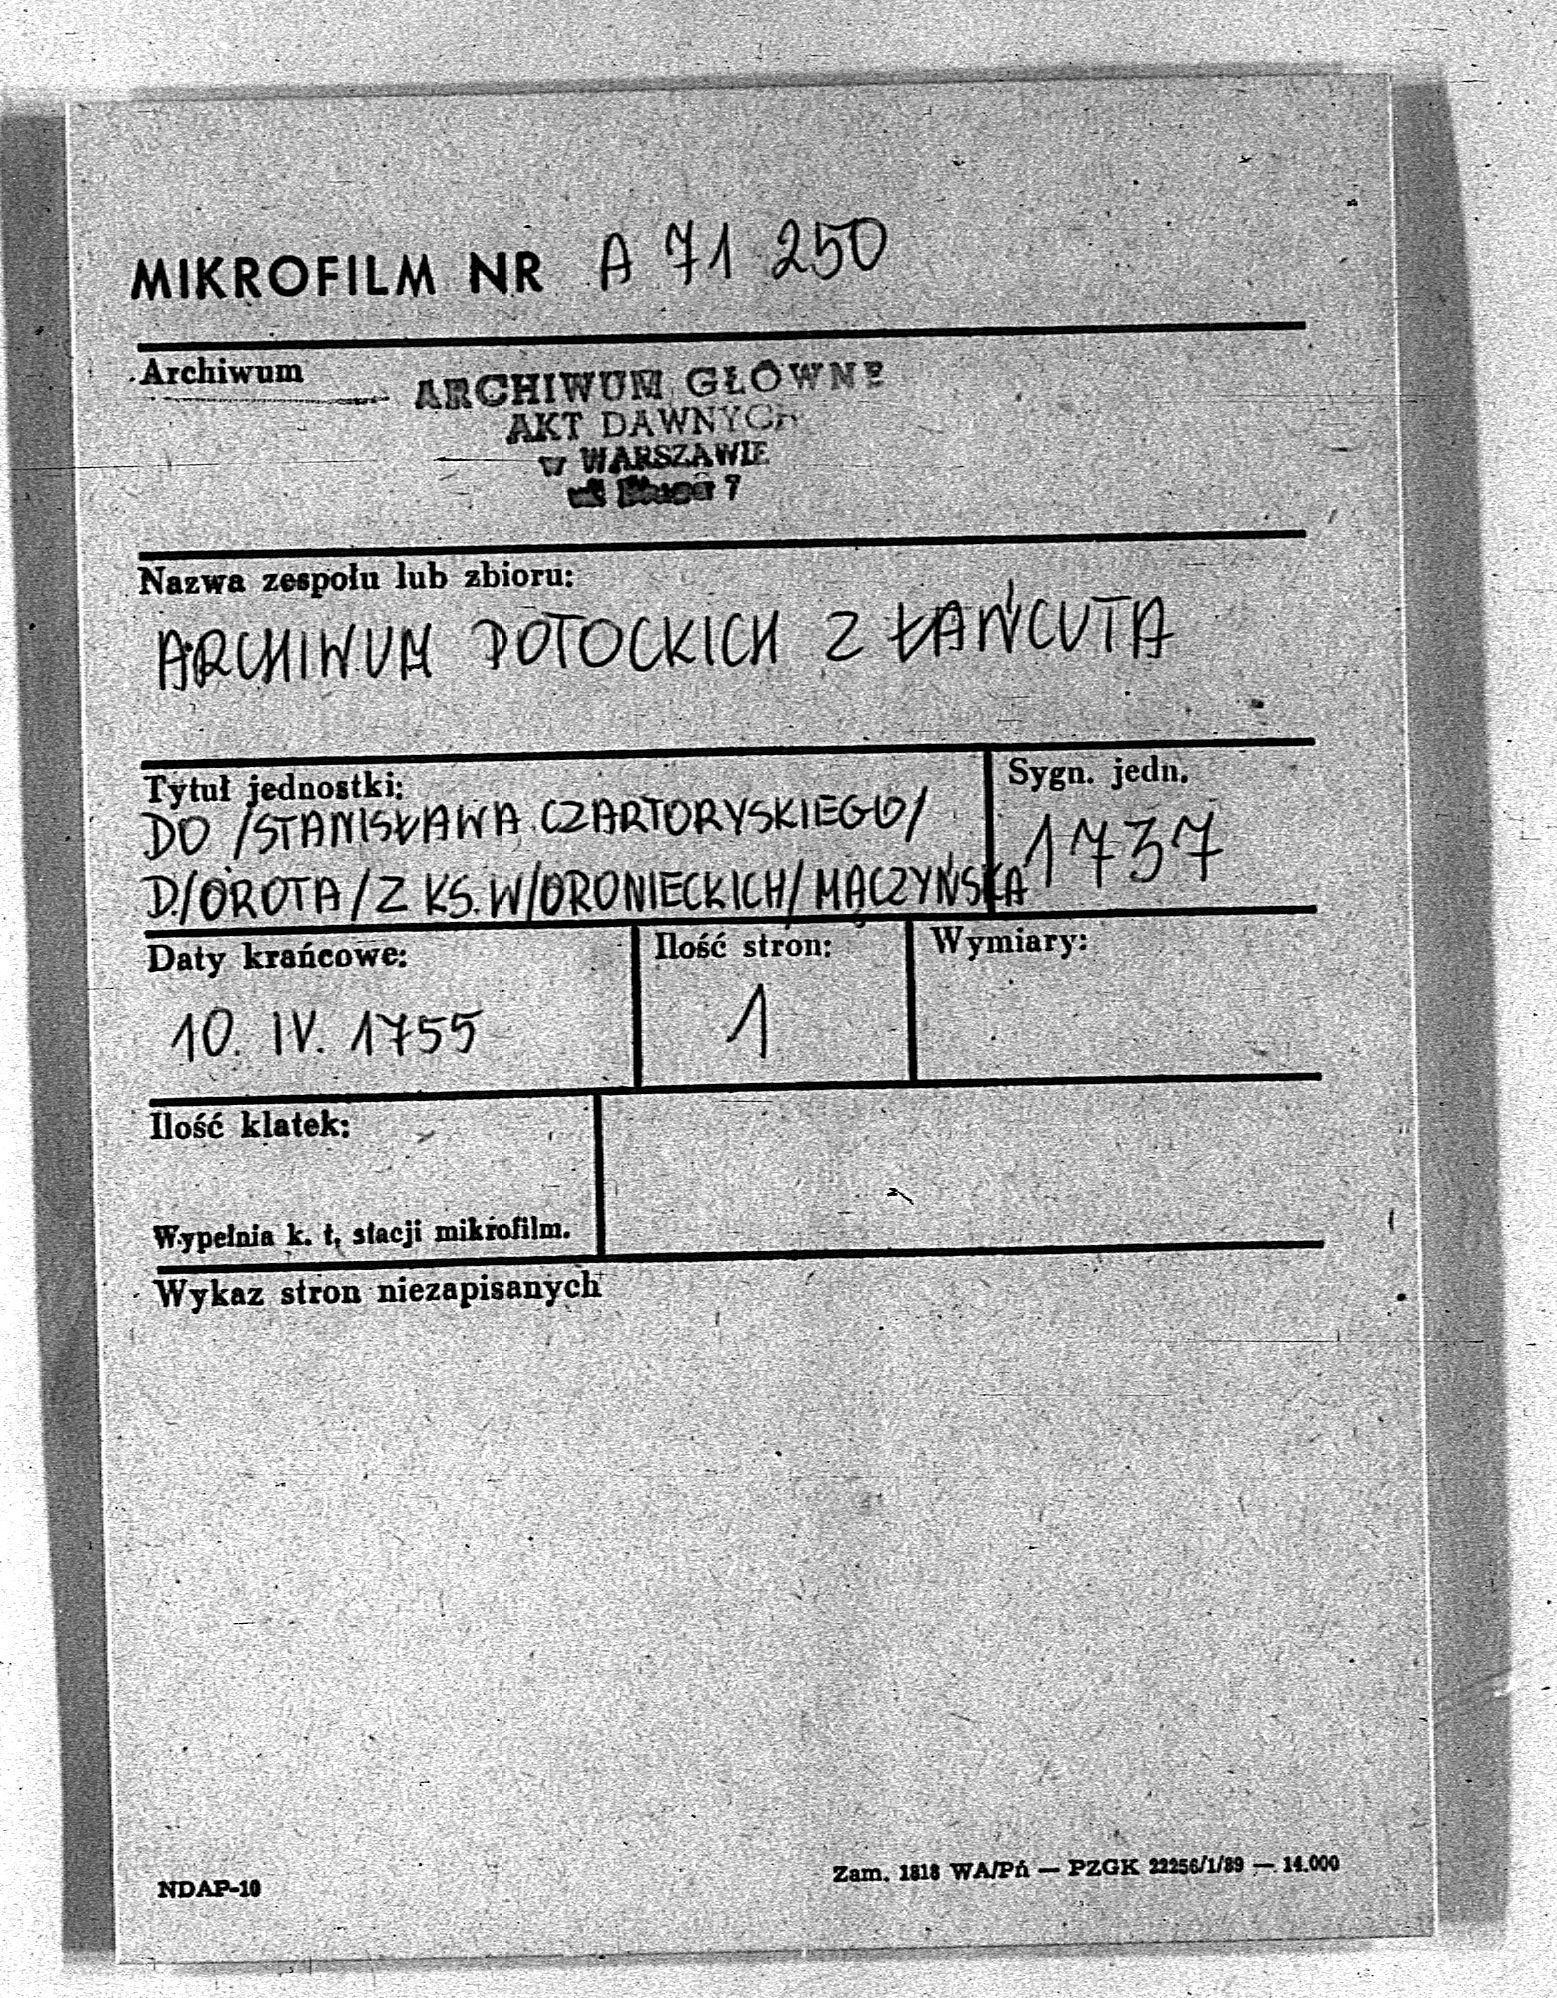 MIKROFILM NR A 71 250
Archiwum
ARCHIWUM GŁÓWNE
AKT DAWNYCH
w WARSZAWIE
7
Nazwa zespołu lub zbioru:
ARCHIWUM POTOCKICH Z ŁAŃCUTA
Tytuł jednostki:
DO /STANISŁAWA CZARTORYSKIEGO/
D./OROTA/ Z KS. W/ORONIECKICH/ MĄCZYŃSKA
Sygn. jedn.
1737
Daty krańcowe:
10. IV. 1755
Ilość stron:
1
Wymiary:
Ilość klatek:
Wypełnia k. t. stacji mikrofilm.
Wykaz stron niezapisanych
NDAP-10
Zam. 1818 WA/Pń — PZGK 22256/1/89 — 14.000